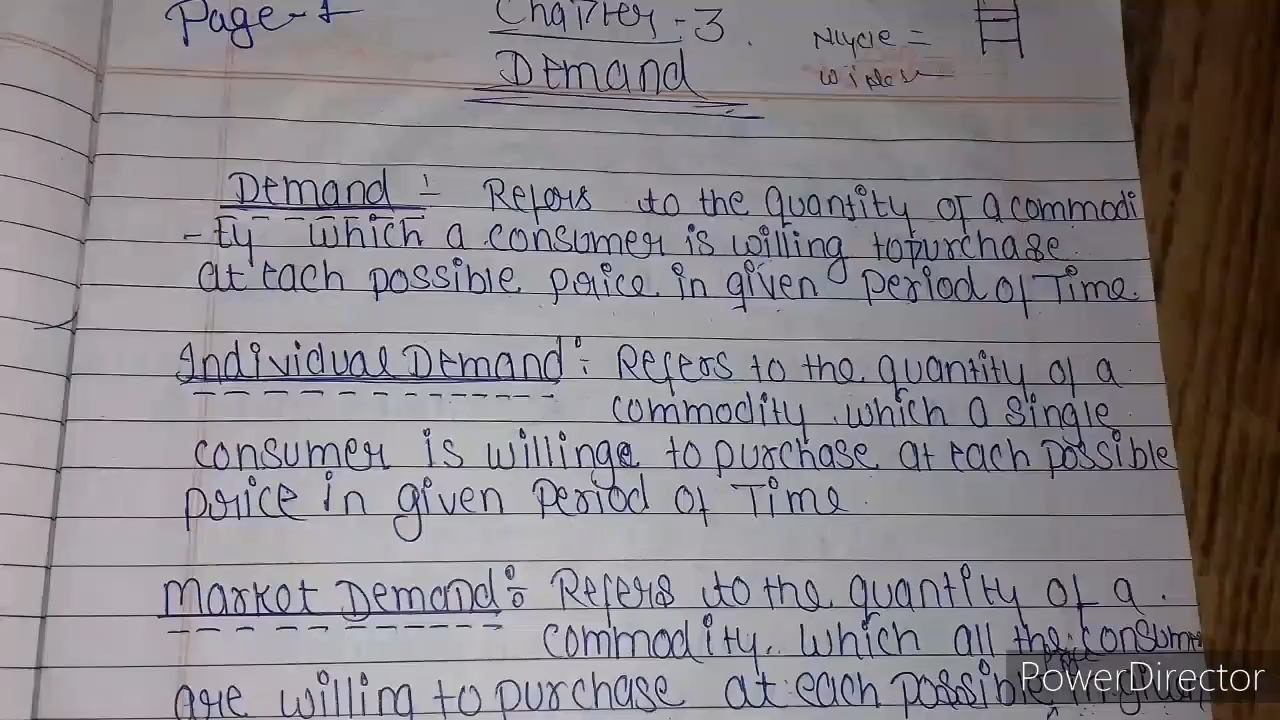 Page-1
Chapter-3.
Demand
Demand :- Refers to the quantity of a commodi
-ty which a consumer is willing to purchase
at each possible price in given period of Time.
Individual Demand : Refers to the quantity of a
commodity which a single
consumer is willinge to purchase at each possible
price in given period of Time.
Market Demand : Refers to the quantity of a.
commodity. which all the consum
are willing to purchase at each possible
PowerDirector